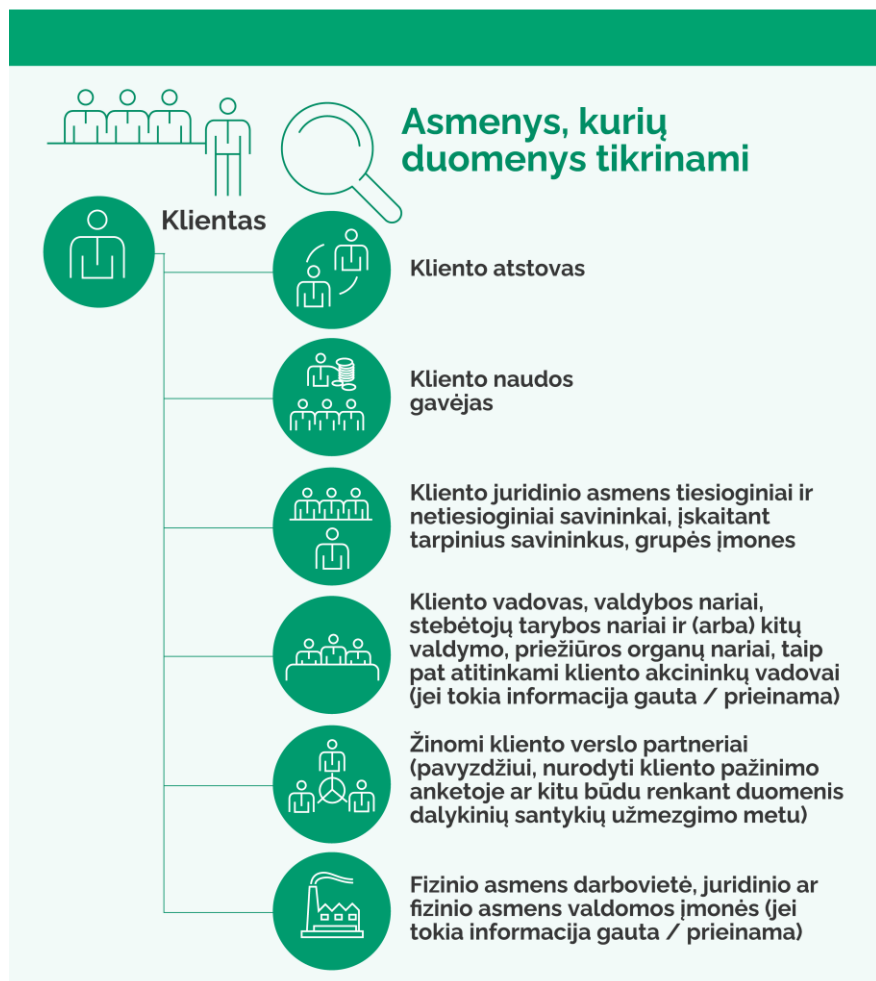 Asmenys, kurių
duomenys tikrinami
Klientas
Kliento atstovas
Kliento naudos
gavėjas
Kliento juridinio asmens tiesioginiai ir
netiesioginiai savininkai, įskaitant
tarpinius savininkus, grupės įmones
Kliento vadovas, valdybos nariai,
stebėtojų tarybos nariai ir (arba) kitų
valdymo, priežiūros organų nariai, taip
pat atitinkami kliento akcininkų vadovai
(jei tokia informacija gauta / prieinama)
Žinomi kliento verslo partneriai
(pavyzdžiui, nurodyti kliento pažinimo
anketoje ar kitu būdu renkant duomenis
dalykinių santykių užmezgimo metu)
Fizinio asmens darbovietė, juridinio ar
fizinio asmens valdomos įmonės (jei
tokia informacija gauta / prieinama)